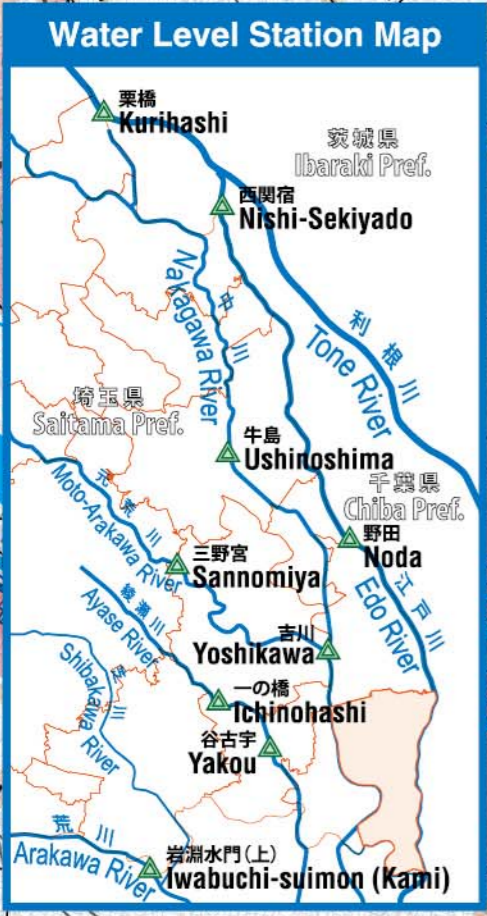 Water Level Station Map
栗橋
Kurihashi
茨城県
Ibaraki Pref.
西関宿
Nishi-Sekiyado
中川
Nakagawa River
利根川
Tone River
埼玉県
Saitama Pref.
牛島
Ushinoshima
千葉県
Chiba Pref.
元荒川
Moto-Arakawa River
野田
Noda
三野宮
Sannomiya
江戸川
Edo River
綾瀬川
Ayase River
吉川
Yoshikawa
芝川
Shibakawa River
一の橋
Ichinohashi
谷古宇
Yakou
荒川
Arakawa River
岩淵水門(上)
Iwabuchi-suimon (Kami)